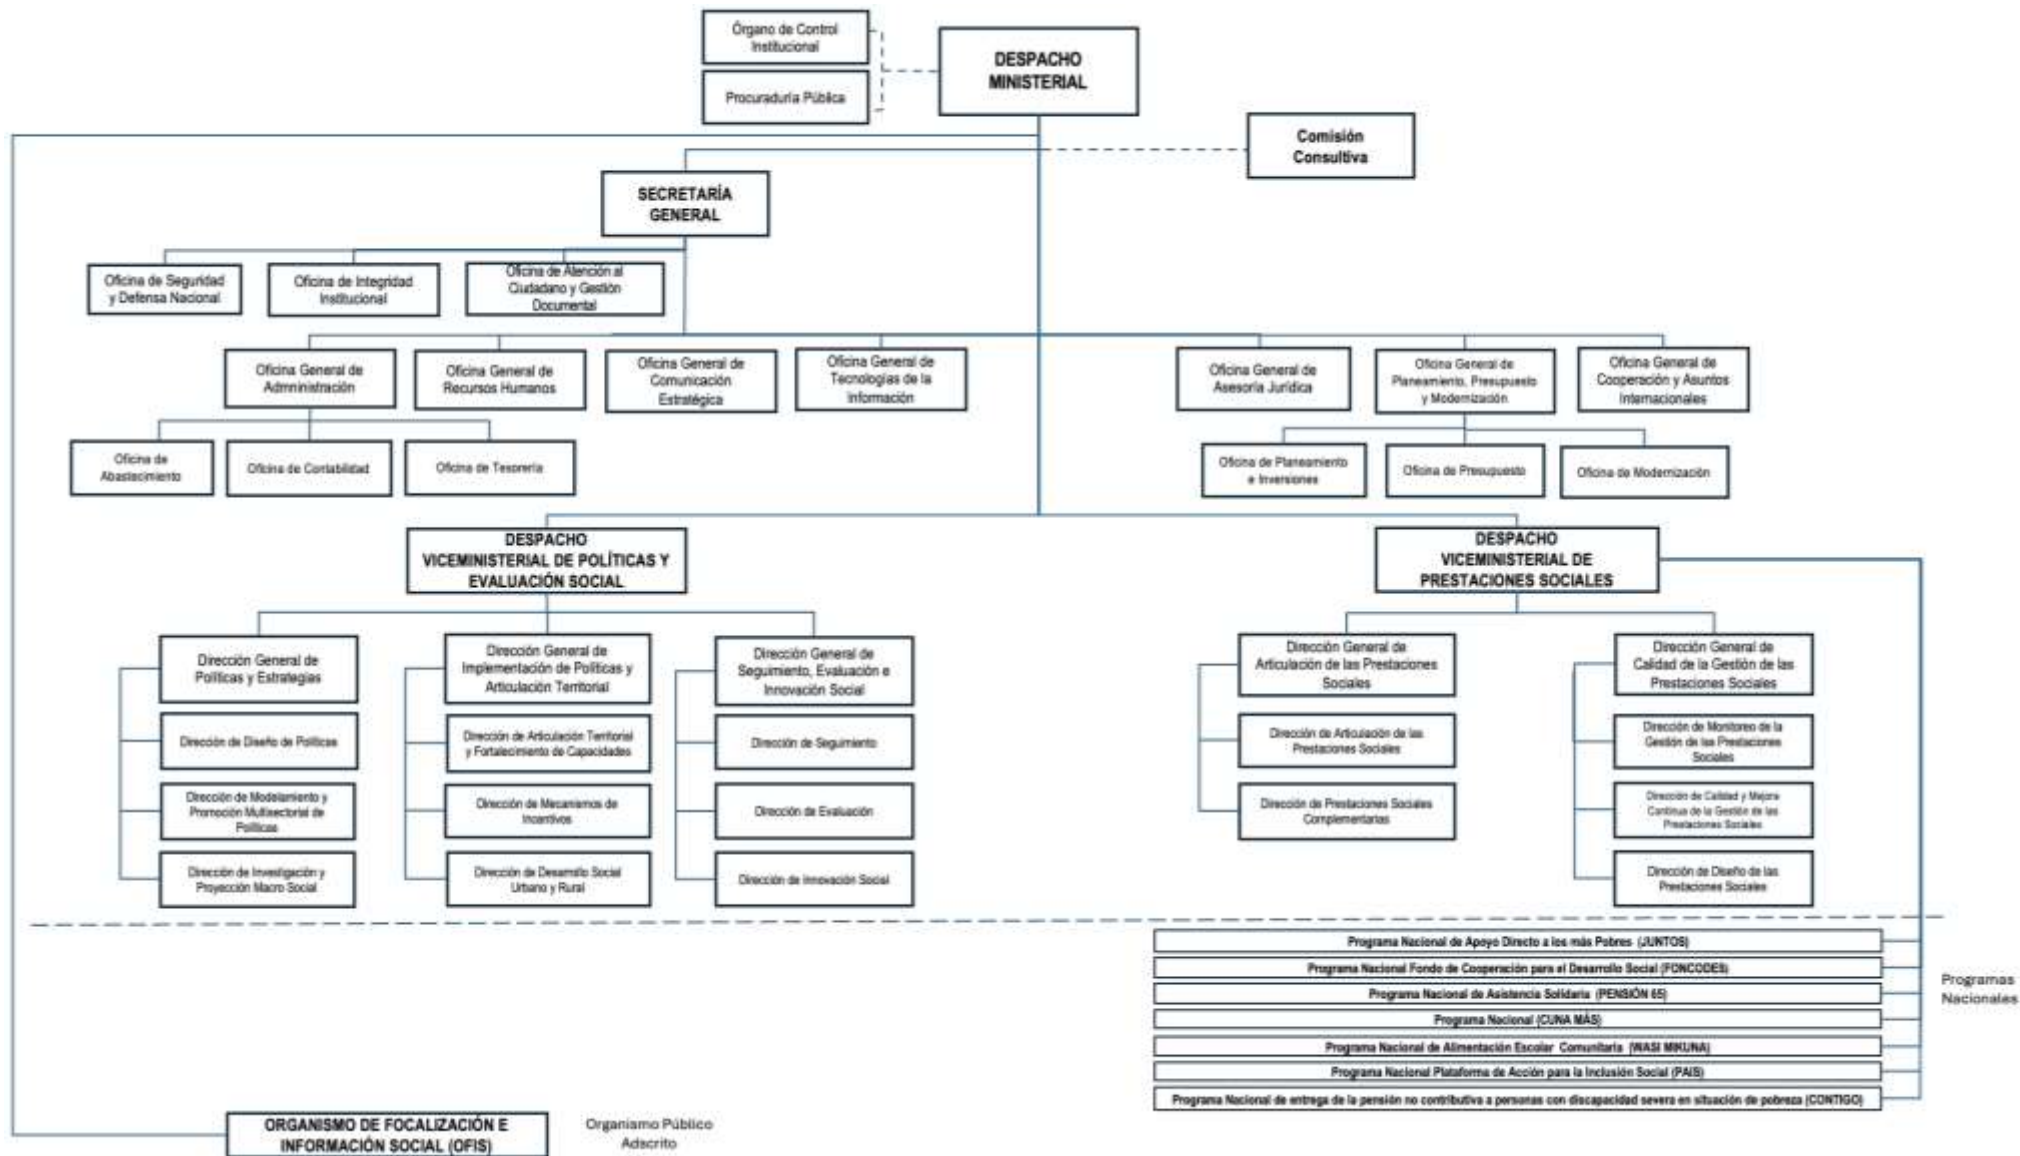 Órgano de Control
Institucional
DESPACHO
MINISTERIAL
Procuraduría Pública
Comisión
Consultiva
SECRETARÍA
GENERAL
Oficina de Seguridad
y Defensa Nacional
Oficina de Integridad
Institucional
Oficina de Atención al
Ciudadano y Gestión
Documental
Oficina General de
Admninistración
Oficina General de
Recursos Humanos
Oficina General de
Comunicación
Estratégica
Oficina General de
Tecnologías de la
Información
Oficina General de
Asesoría Jurídica
Oficina General de
Planeamiento, Presupuesto
y Modernización
Oficina General de
Cooperación y Asuntos
Internacionales
Oficina de
Abastecimiento
Oficina de Contabilidad
Oficina de Tesorería
Oficina de Planeamiento
e Inversiones
Oficina de Presupuesto
Oficina de Modernización
DESPACHO
VICEMINISTERIAL DE POLÍTICAS Y
EVALUACIÓN SOCIAL
DESPACHO
VICEMINISTERIAL DE
PRESTACIONES SOCIALES
Dirección General de
Políticas y Estrategias
Dirección General de
Implementación de Políticas y
Articulación Territorial
Dirección General de
Seguimiento, Evaluación e
Innovación Social
Dirección General de
Articulación de las Prestaciones
Sociales
Dirección General de
Calidad de la Gestión de las
Prestaciones Sociales
Dirección de Diseño de Políticas
Dirección de Articulación Territorial
y Fortalecimiento de Capacidades
Dirección de Seguimiento
Dirección de Articulación de las
Prestaciones Sociales
Dirección de Monitoreo de la
Gestión de las Prestaciones
Sociales
Dirección de Modelamiento y
Promoción Multisectorial de
Políticas
Dirección de Mecanismos de
Incentivos
Dirección de Evaluación
Dirección de Prestaciones Sociales
Complementarias
Dirección de Calidad y Mejora
Continua de la Gestión de las
Prestaciones Sociales
Dirección de Investigación y
Proyección Macro Social
Dirección de Desarrollo Social
Urbano y Rural
Dirección de Innovación Social
Dirección de Diseño de las
Prestaciones Sociales
Programa Nacional de Apoyo Directo a los más Pobres (JUNTOS)
Programa Nacional Fondo de Cooperación para el Desarrollo Social (FONCODES)
Programa Nacional de Asistencia Solidaria (PENSIÓN 65)
Programa Nacional (CUNA MÁS)
Programa Nacional de Alimentación Escolar Comunitaria (WASI MIKUNA)
Programa Nacional Plataforma de Acción para la Inclusión Social (PAIS)
Programa Nacional de entrega de la pensión no contributiva a personas con discapacidad severa en situación de pobreza (CONTIGO)
Programas
Nacionales
ORGANISMO DE FOCALIZACIÓN E
INFORMACIÓN SOCIAL (OFIS)
Organismo Público
Adscrito